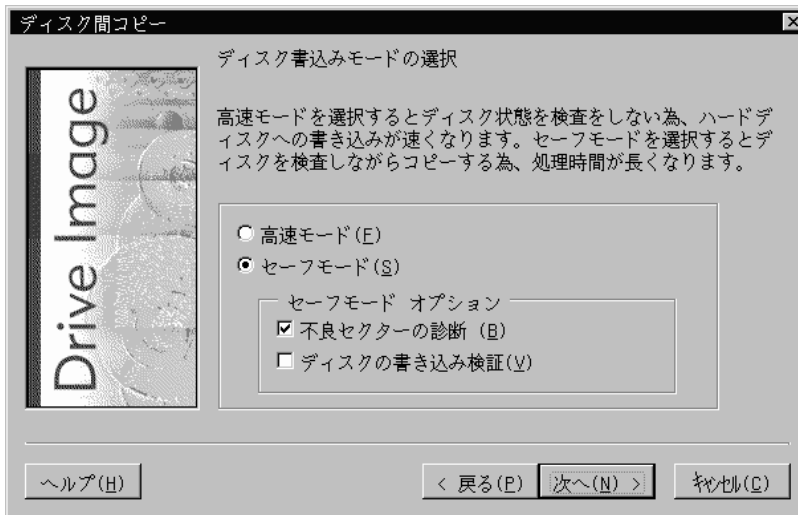 ディスク間コピー
Drive Image
ディスク書込みモードの選択
高速モードを選択するとディスク状態を検査をしない為、ハードデ
ィスクへの書き込みが速くなります。セーフモードを選択するとデ
ィスクを検査しながらコピーする為、処理時間が長くなります。
高速モード(F)
セーフモード(S)
セーフモード オプション
不良セクターの診断 (B)
ディスクの書き込み検証(V)
ヘルプ(H)
< 戻る(P)
次へ(N) >
ｷｬﾝｾﾙ(C)